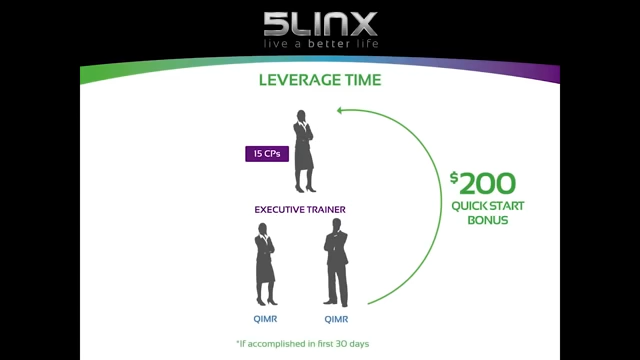 5LINX
live a better life
LEVERAGE TIME
15 CPs
EXECUTIVE TRAINER
$200
QUICK START
BONUS
QIMR
QIMR
*If accomplished in first 30 days